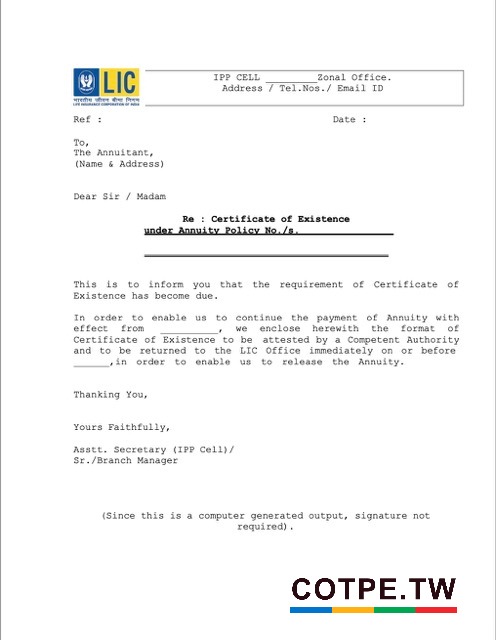 LIC
भारतीय जीवन बीमा निगम
LIFE INSURANCE CORPORATION OF INDIA
IPP CELL _________Zonal Office.
Address / Tel.Nos./ Email ID
Ref :
Date :
To,
The Annuitant,
(Name & Address)
Dear Sir / Madam
Re : Certificate of Existence
under Annuity Policy No./s.________________
This is to inform you that the requirement of Certificate of
Existence has become due.
In order to enable us to continue the payment of Annuity with
effect from __________, we enclose herewith the format of
Certificate of Existence to be attested by a Competent Authority
and to be returned to the LIC Office immediately on or before
______,in order to enable us to release the Annuity.
Thanking You,
Yours Faithfully,
Asstt. Secretary (IPP Cell)/
Sr./Branch Manager
(Since this is a computer generated output, signature not
required).
COTPE.TW